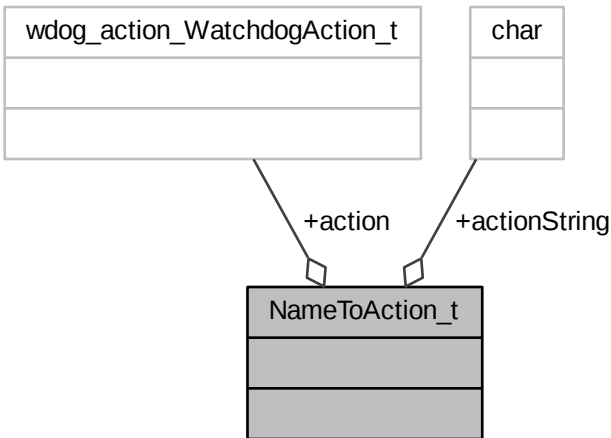 wdog_action_WatchdogAction_t
char
+action
+actionString
NameToAction_t